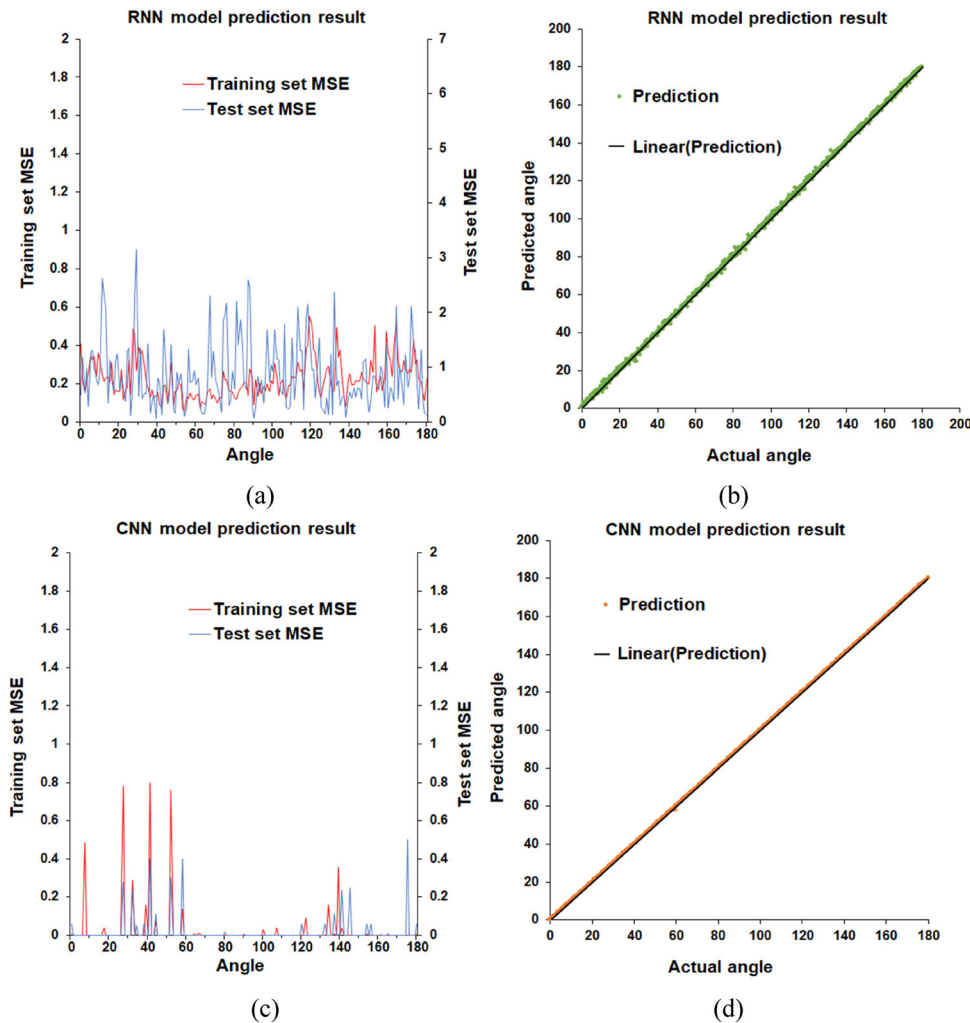 RNN model prediction result
2
1.8
1.6
1.4
1.2
1
0.8
0.6
0.4
0.2
0
Training set MSE
Training set MSE
Test set MSE
7
6
5
4
3
2
1
0
Test set MSE
0 20 40 60 80 100 120 140 160 180
Angle
(a)
RNN model prediction result
200
180
160
140
120
100
80
60
40
20
0
Predicted angle
Prediction
Linear(Prediction)
0 20 40 60 80 100 120 140 160 180 200
Actual angle
(b)
CNN model prediction result
2
1.8
1.6
1.4
1.2
1
0.8
0.6
0.4
0.2
0
Training set MSE
Training set MSE
Test set MSE
2
1.8
1.6
1.4
1.2
1
0.8
0.6
0.4
0.2
0
Test set MSE
0 20 40 60 80 100 120 140 160 180
Angle
(c)
CNN model prediction result
200
180
160
140
120
100
80
60
40
20
0
Predicted angle
Prediction
Linear(Prediction)
0 20 40 60 80 100 120 140 160 180
Actual angle
(d)